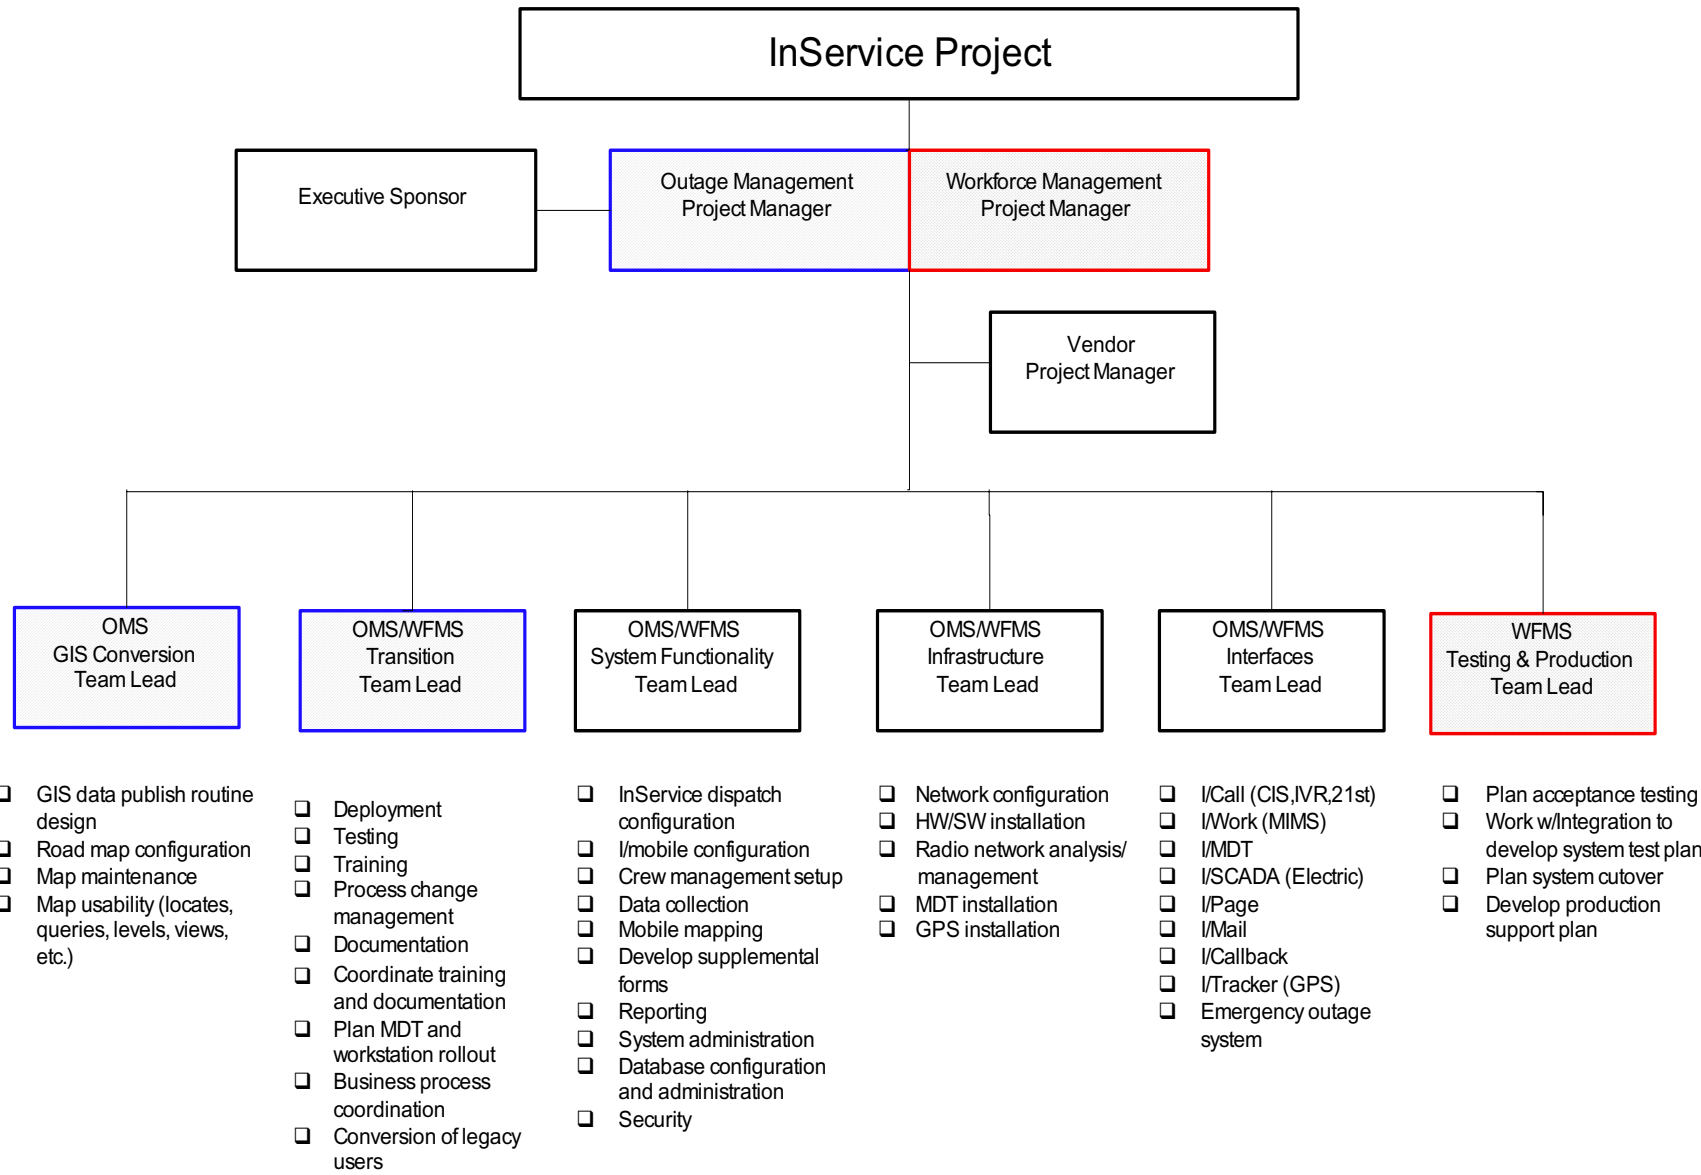 InService Project
Executive Sponsor
Outage Management
Project Manager
Workforce Management
Project Manager
Vendor
Project Manager
OMS
GIS Conversion
Team Lead
OMS/WFMS
Transition
Team Lead
OMS/WFMS
System Functionality
Team Lead
OMS/WFMS
Infrastructure
Team Lead
OMS/WFMS
Interfaces
Team Lead
WFMS
Testing & Production
Team Lead
GIS data publish routine
design
Road map configuration
Map maintenance
Map usability (locates,
queries, levels, views,
etc.)
Deployment
Testing
Training
Process change
management
Documentation
Coordinate training
and documentation
Plan MDT and
workstation rollout
Business process
coordination
Conversion of legacy
users
InService dispatch
configuration
I/mobile configuration
Crew management setup
Data collection
Mobile mapping
Develop supplemental
forms
Reporting
System administration
Database configuration
and administration
Security
Network configuration
HW/SW installation
Radio network analysis/
management
MDT installation
GPS installation
I/Call (CIS,IVR,21st)
I/Work (MIMS)
I/MDT
I/SCADA (Electric)
I/Page
I/Mail
I/Callback
I/Tracker (GPS)
Emergency outage
system
Plan acceptance testing
Work w/Integration to
develop system test plan
Plan system cutover
Develop production
support plan